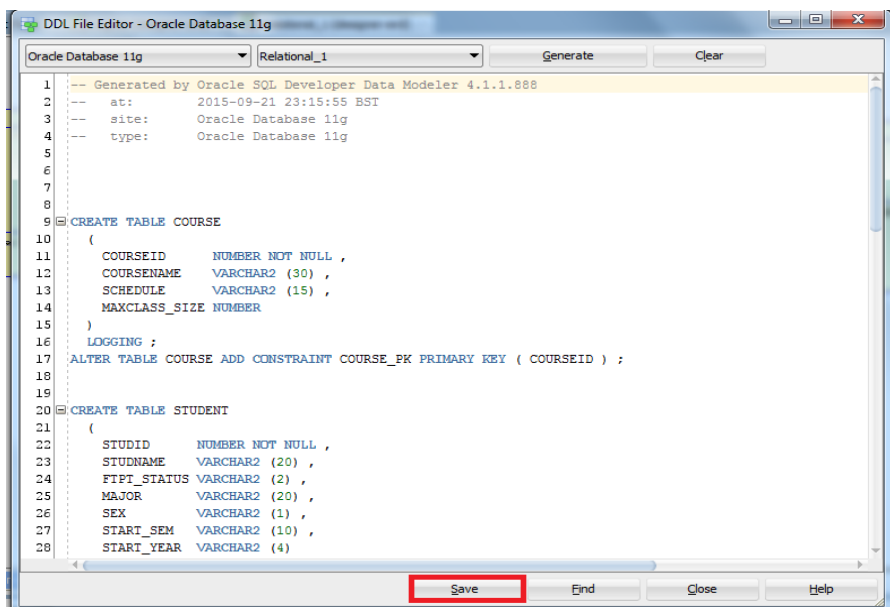 DDL File Editor - Oracle Database 11g
Oracle Database 11g Relational_1 Generate Clear
1 -- Generated by Oracle SQL Developer Data Modeler 4.1.1.888
2 -- at: 2015-09-21 23:15:55 BST
3 -- site: Oracle Database 11g
4 -- type: Oracle Database 11g
5
6
7
8
9 CREATE TABLE COURSE
10 (
11 COURSEID NUMBER NOT NULL ,
12 COURSENAME VARCHAR2 (30) ,
13 SCHEDULE VARCHAR2 (15) ,
14 MAXCLASS_SIZE NUMBER
15 )
16 LOGGING ;
17 ALTER TABLE COURSE ADD CONSTRAINT COURSE_PK PRIMARY KEY ( COURSEID ) ;
18
19
20 CREATE TABLE STUDENT
21 (
22 STUDID NUMBER NOT NULL ,
23 STUDNAME VARCHAR2 (20) ,
24 FTPT_STATUS VARCHAR2 (2) ,
25 MAJOR VARCHAR2 (20) ,
26 SEX VARCHAR2 (1) ,
27 START_SEM VARCHAR2 (10) ,
28 START_YEAR VARCHAR2 (4)
Save Find Close Help